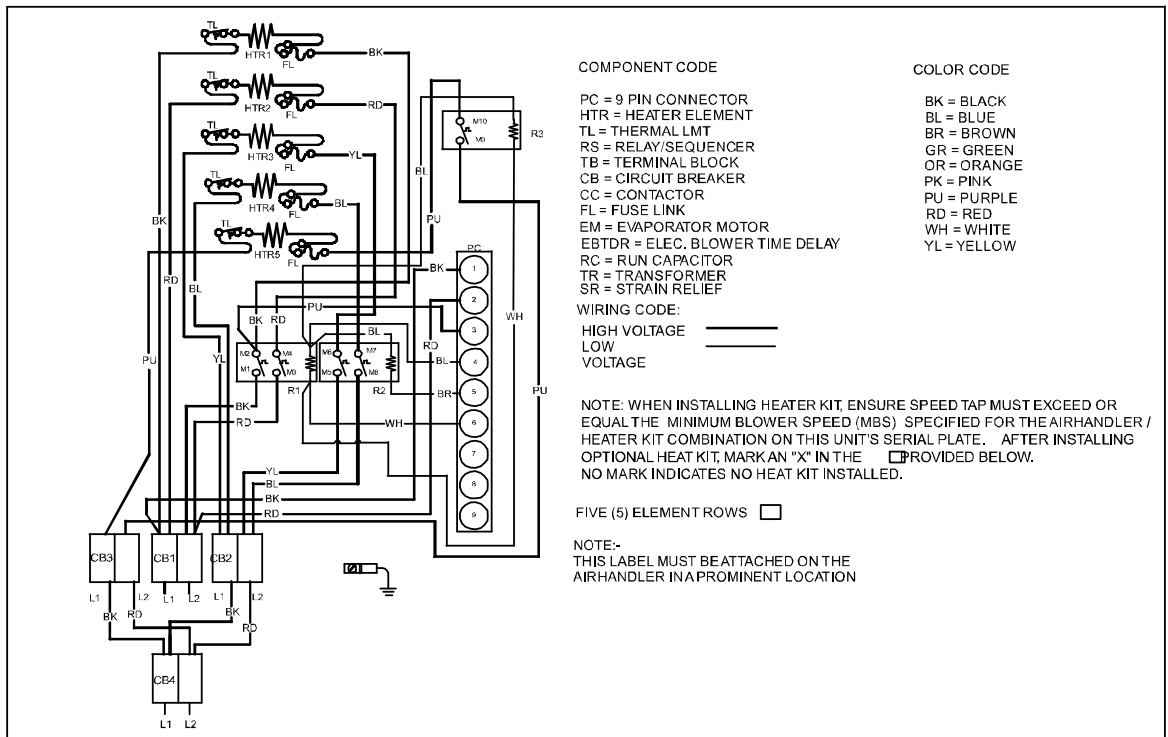 TL
HTR1
FL
BK
TL
HTR2
FL
RD
TL
HTR3
FL
YL
TL
HTR4
FL
BL
TL
HTR5
FL
BK
RD
BL
PU
YL
BL
PU
M10
M9
R3
WH
PU
PC
1
2
3
4
5
6
7
8
9
BK
PU
RD
BL
BL
BR
WH
BK
RD
M2
M4
M1
M3
R1
M6
M7
M5
M8
R2
BK
RD
YL
BL
BK
RD
CB3
CB1
CB2
L1
L2
L1
L2
L1
L2
BK
RD
BK
RD
CB4
L1
L2
COMPONENT CODE
PC = 9 PIN CONNECTOR
HTR = HEATER ELEMENT
TL = THERMAL LMT
RS = RELAY/SEQUENCER
TB = TERMINAL BLOCK
CB = CIRCUIT BREAKER
CC = CONTACTOR
FL = FUSE LINK
EM = EVAPORATOR MOTOR
EBTDR = ELEC. BLOWER TIME DELAY
RC = RUN CAPACITOR
TR = TRANSFORMER
SR = STRAIN RELIEF
COLOR CODE
BK = BLACK
BL = BLUE
BR = BROWN
GR = GREEN
OR = ORANGE
PK = PINK
PU = PURPLE
RD = RED
WH = WHITE
YL = YELLOW
WIRING CODE:
HIGH VOLTAGE
LOW
VOLTAGE
NOTE: WHEN INSTALLING HEATER KIT, ENSURE SPEED TAP MUST EXCEED OR
EQUAL THE MINIMUM BLOWER SPEED (MBS) SPECIFIED FOR THE AIRHANDLER /
HEATER KIT COMBINATION ON THIS UNIT'S SERIAL PLATE. AFTER INSTALLING
OPTIONAL HEAT KIT, MARK AN "X" IN THE PROVIDED BELOW.
NO MARK INDICATES NO HEAT KIT INSTALLED.
FIVE (5) ELEMENT ROWS
NOTE:-
THIS LABEL MUST BE ATTACHED ON THE
AIRHANDLER IN A PROMINENT LOCATION